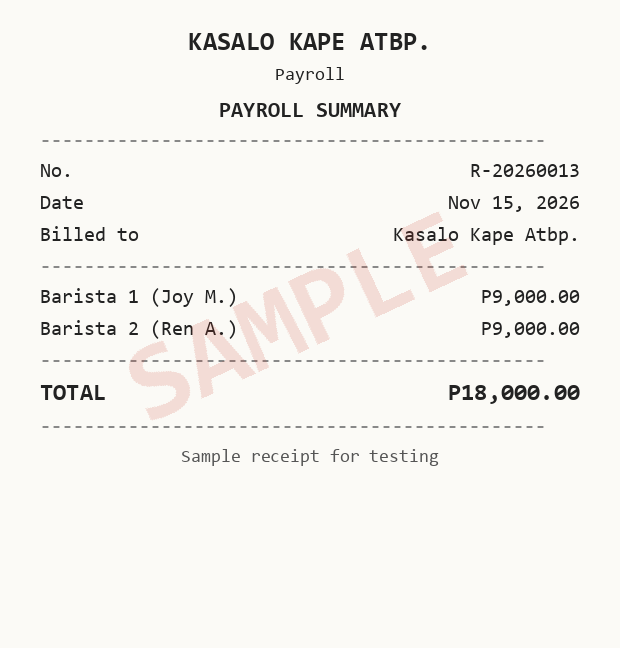 KASALO KAPE ATBP.
Payroll
PAYROLL SUMMARY
No. R-20260013
Date Nov 15, 2026
Billed to Kasalo Kape Atbp.
Barista 1 (Joy M.) P9,000.00
Barista 2 (Ren A.) P9,000.00
TOTAL P18,000.00
Sample receipt for testing
SAMPLE